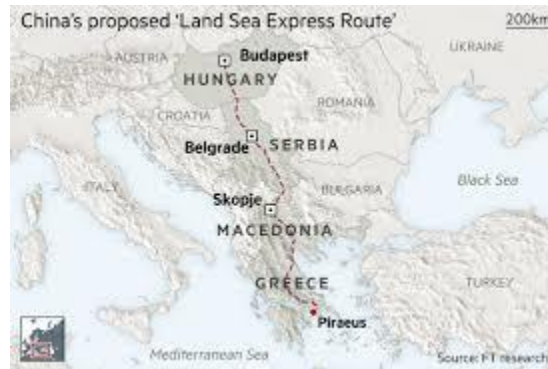 China's proposed 'Land Sea Express Route'
200km
UKRAINE
AUSTRIA
Budapest
HUNGARY
ROMANIA
CROATIA
Belgrade
SERBIA
ITALY
BULGARIA
Black Sea
Skopje
MACEDONIA
GREECE
TURKEY
Piraeus
Mediterranean Sea
Source: FT research